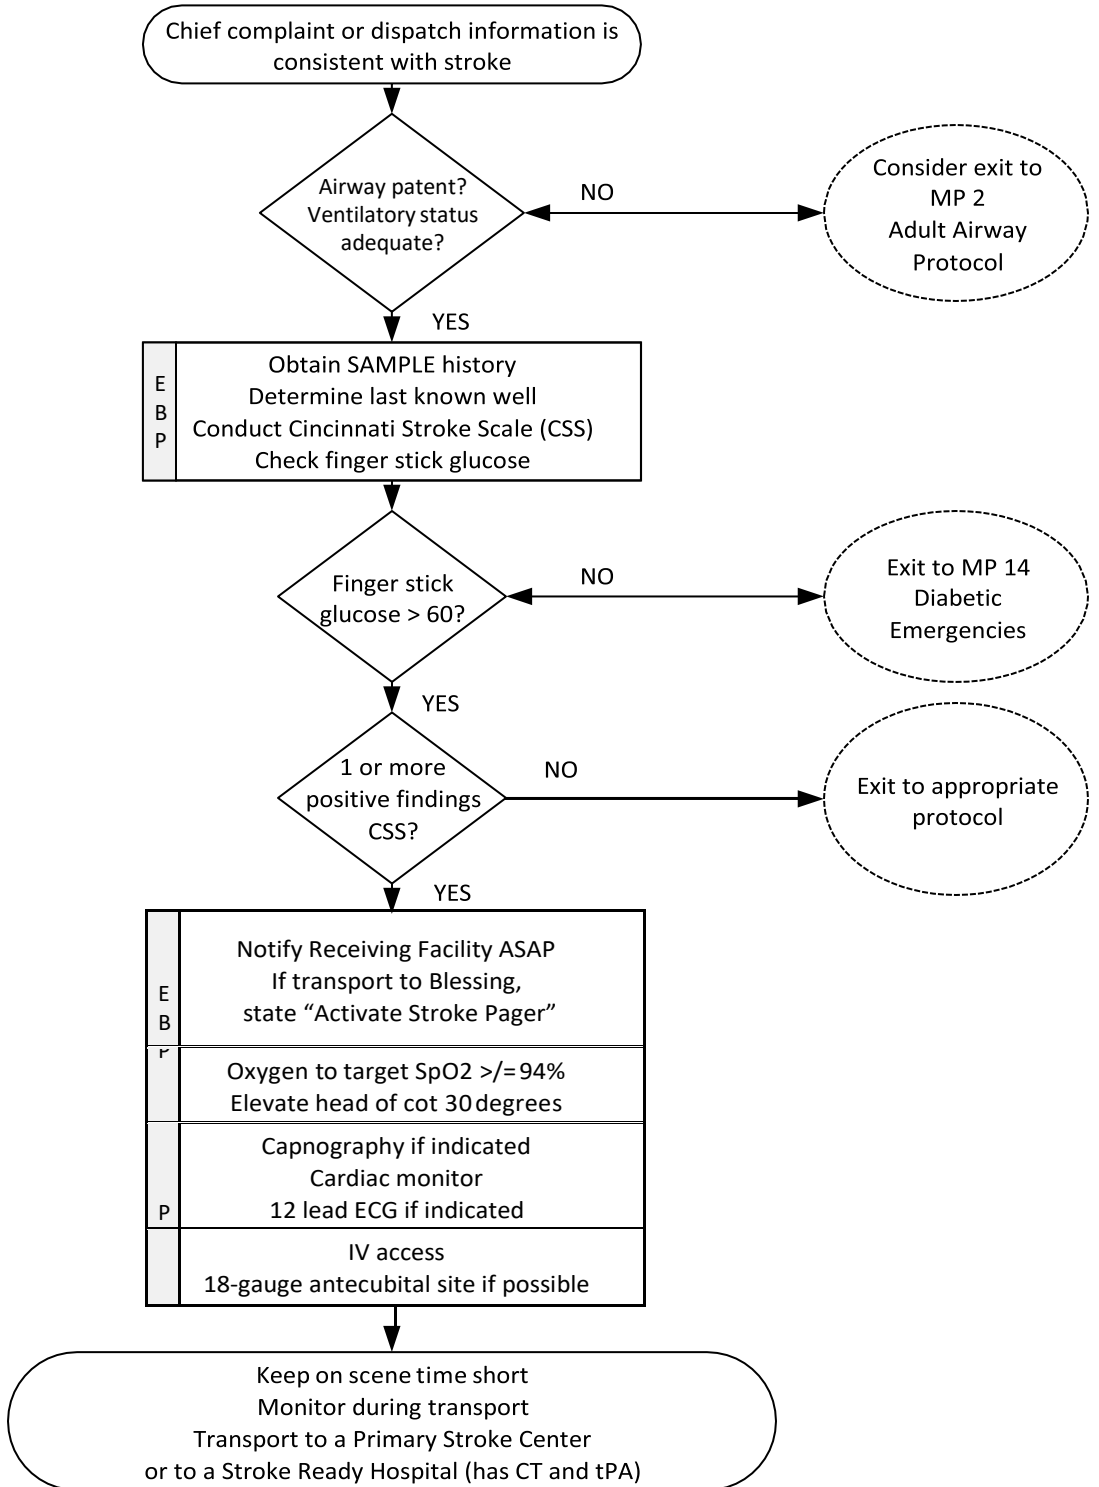 Chief complaint or dispatch information is
consistent with stroke
Airway patent?
Ventilatory status
adequate?
NO
Consider exit to
MP 2
Adult Airway
Protocol
YES
E
B
P
Obtain SAMPLE history
Determine last known well
Conduct Cincinnati Stroke Scale (CSS)
Check finger stick glucose
Finger stick
glucose > 60?
NO
Exit to MP 14
Diabetic
Emergencies
YES
1 or more
positive findings
CSS?
NO
Exit to appropriate
protocol
YES
E
B
P
Notify Receiving Facility ASAP
If transport to Blessing,
state “Activate Stroke Pager”
Oxygen to target SpO2 >/= 94%
Elevate head of cot 30 degrees
P
Capnography if indicated
Cardiac monitor
12 lead ECG if indicated
IV access
18-gauge antecubital site if possible
Keep on scene time short
Monitor during transport
Transport to a Primary Stroke Center
or to a Stroke Ready Hospital (has CT and tPA)